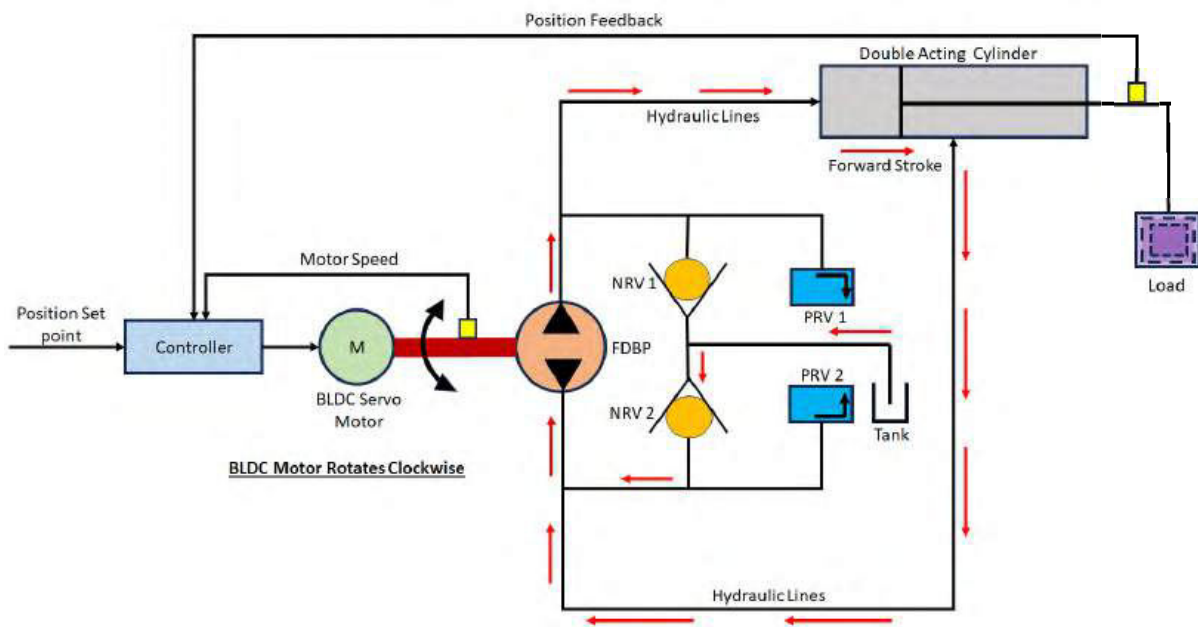 Position Feedback
Double Acting Cylinder
Hydraulic Lines
Forward Stroke
Motor Speed
NRV 1
PRV 1
Load
Position Set
point
Controller
M
FDBP
BLDC Servo
Motor
PRV 2
NRV 2
Tank
BLDC Motor Rotates Clockwise
Hydraulic Lines